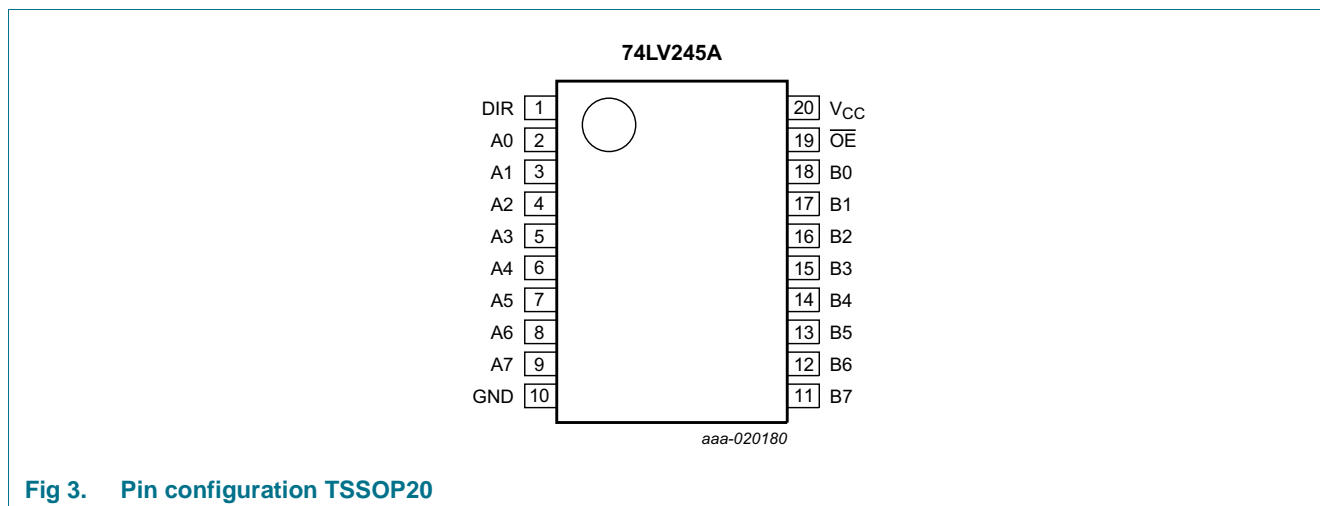 74LV245A
DIR 1 20 VCC
A0 2 19 O̅E̅
A1 3 18 B0
A2 4 17 B1
A3 5 16 B2
A4 6 15 B3
A5 7 14 B4
A6 8 13 B5
A7 9 12 B6
GND 10 11 B7
aaa-020180
Fig 3. Pin configuration TSSOP20